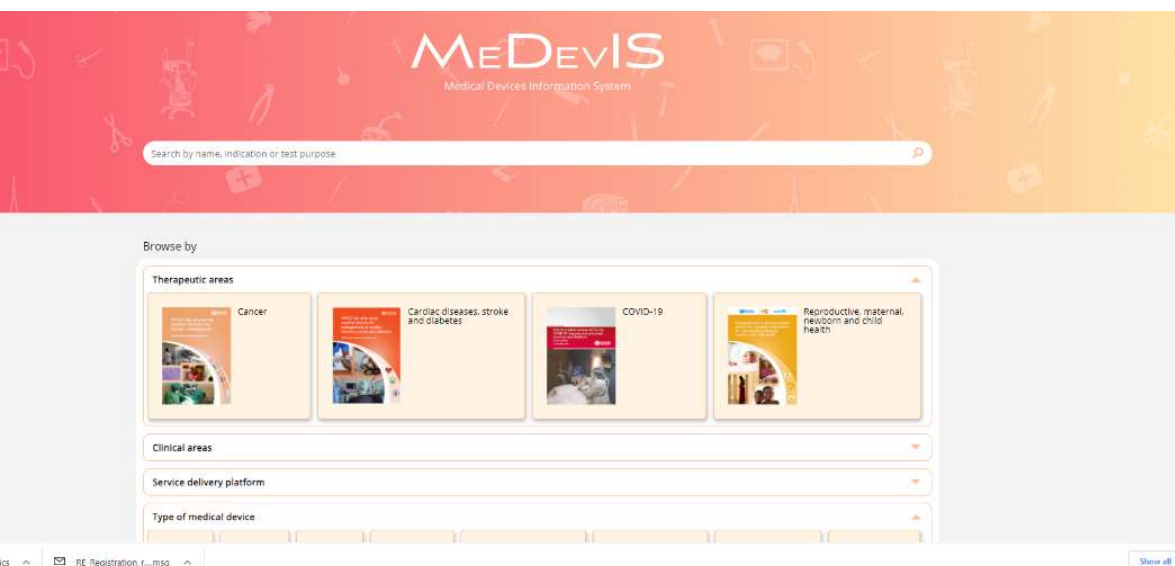 MEDEVIS
Medical Devices Information System
Search by name, indication or test purpose
Browse by
Therapeutic areas
Cancer
Cardiac diseases, stroke
and diabetes
COVID-19
Reproductive, maternal,
newborn and child
health
Clinical areas
Service delivery platform
Type of medical device
ics
RE_Registration_r....msg
Show all